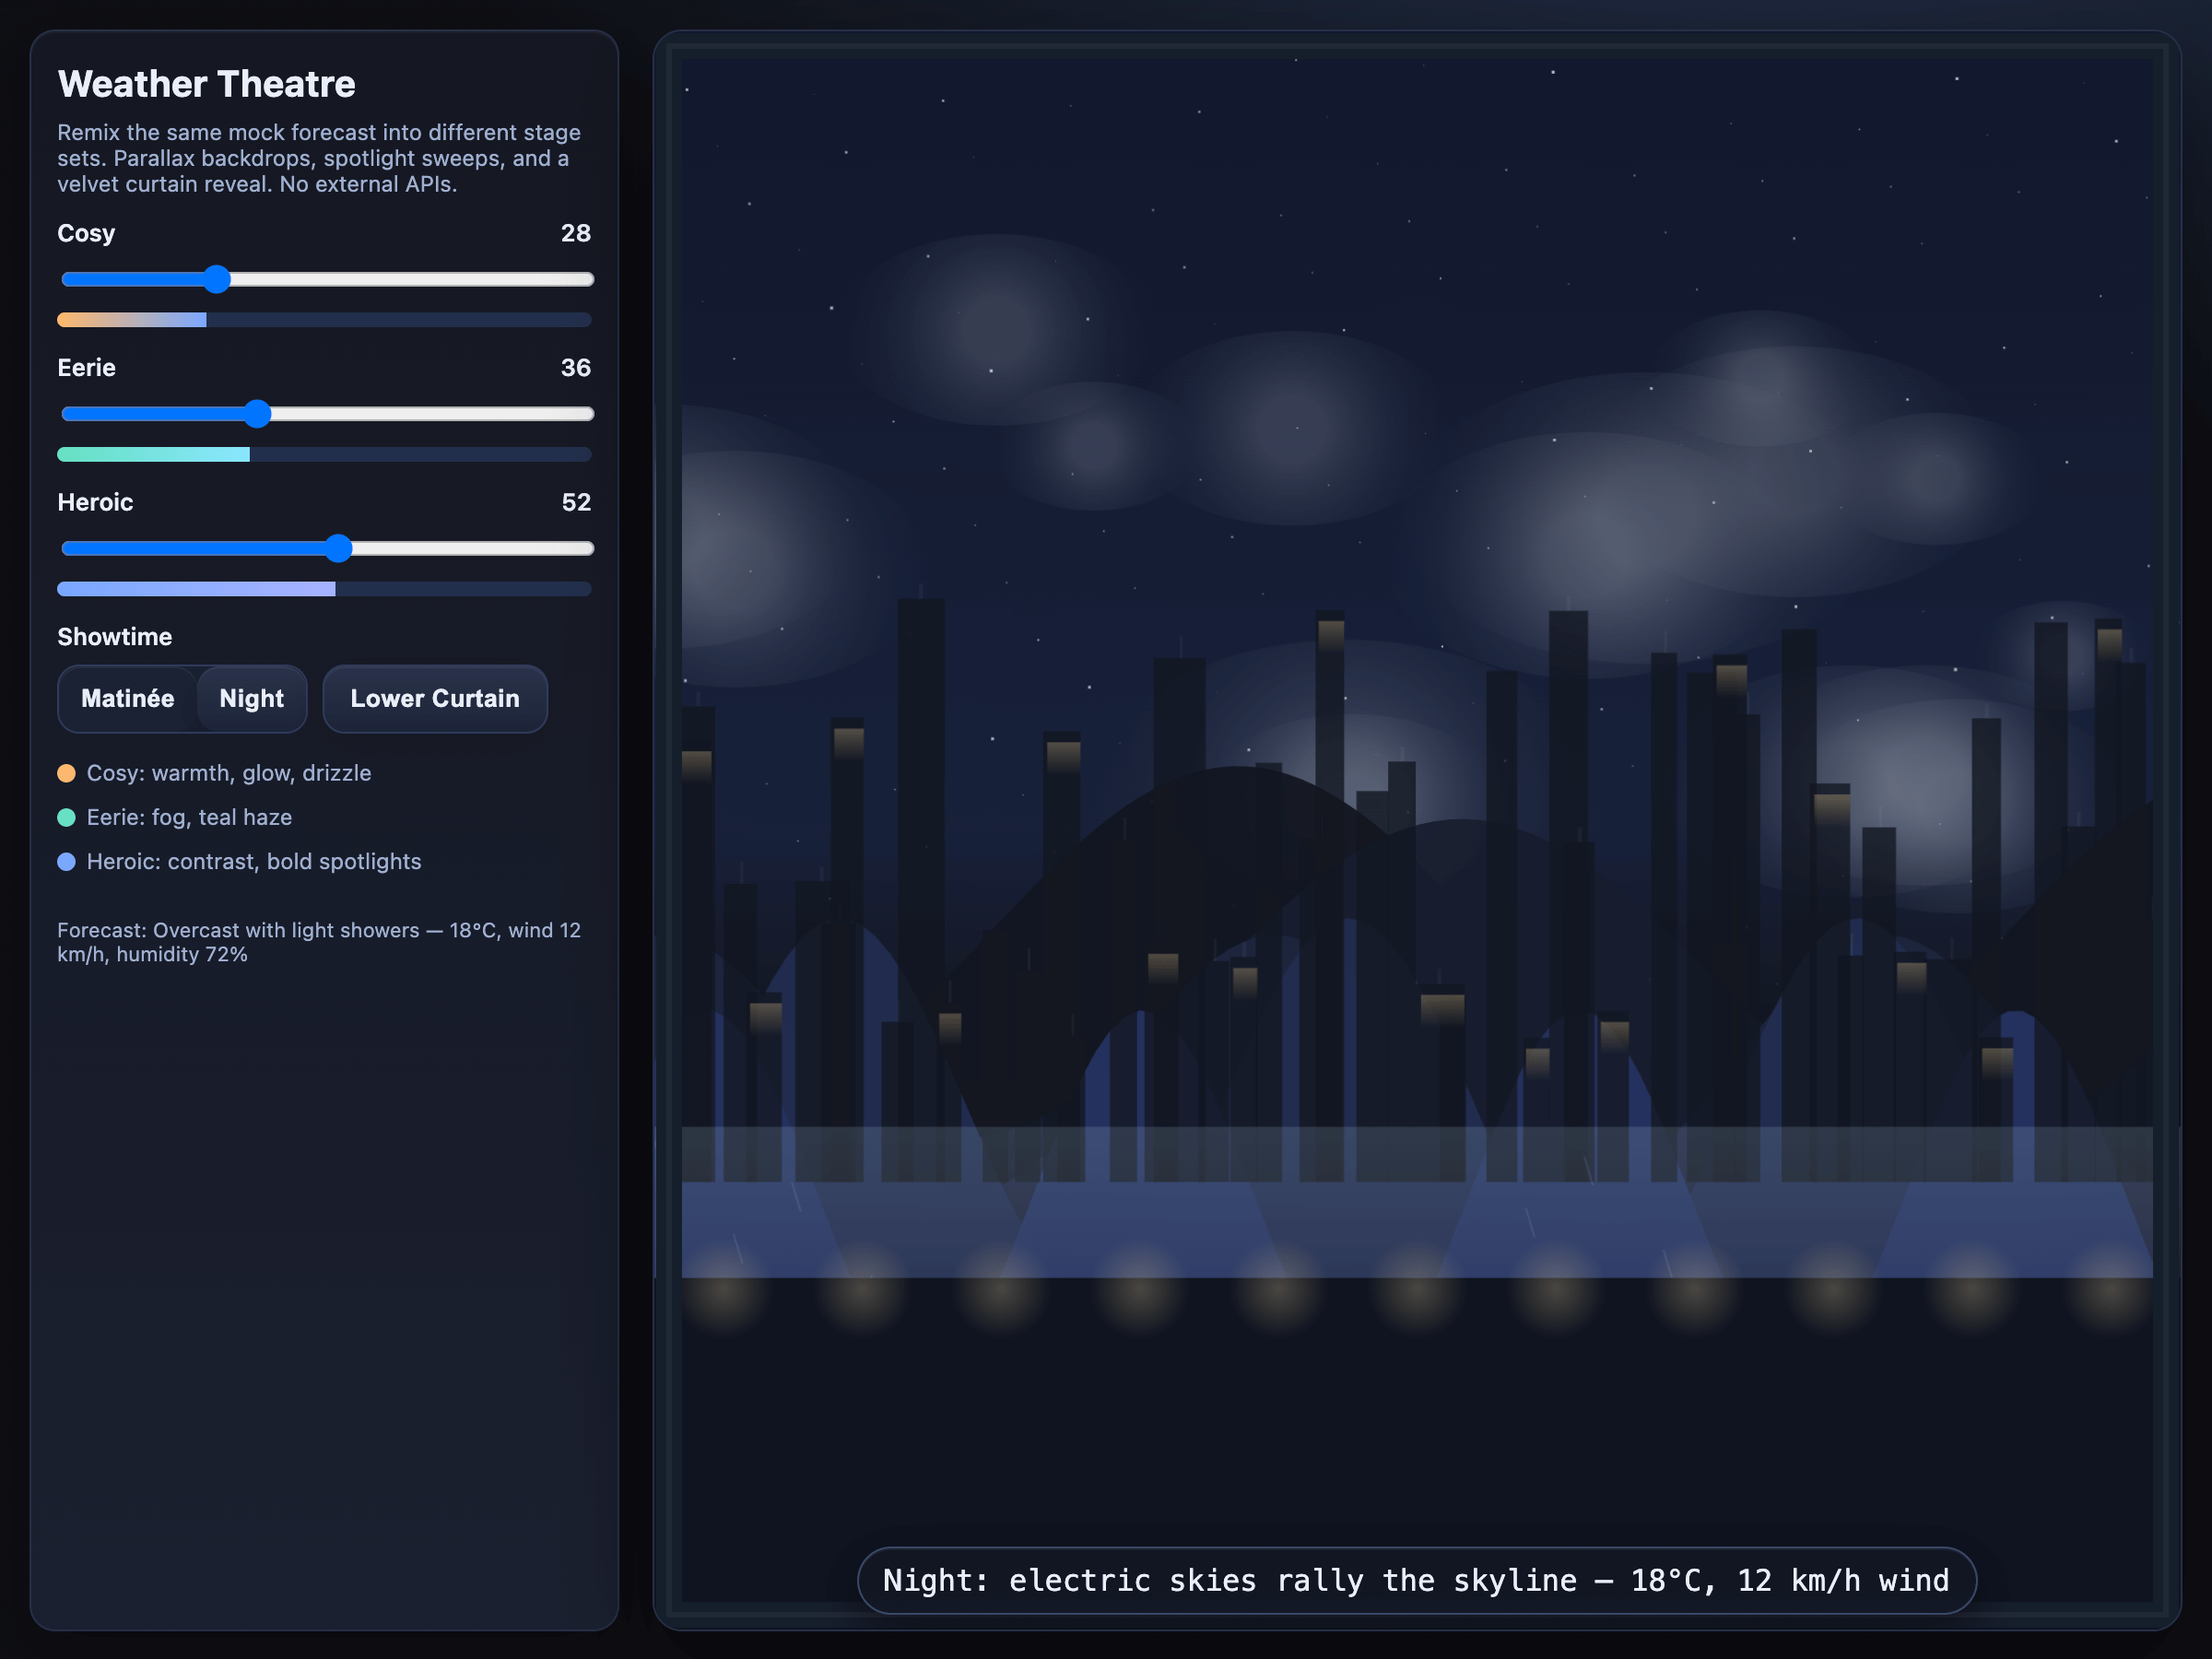 Weather Theatre
Remix the same mock forecast into different stage
sets. Parallax backdrops, spotlight sweeps, and a
velvet curtain reveal. No external APIs.
Cosy 28
Eerie 36
Heroic 52
Showtime
Matinée Night Lower Curtain
Cosy: warmth, glow, drizzle
Eerie: fog, teal haze
Heroic: contrast, bold spotlights
Forecast: Overcast with light showers — 18°C, wind 12
km/h, humidity 72%
Night: electric skies rally the skyline — 18°C, 12 km/h wind